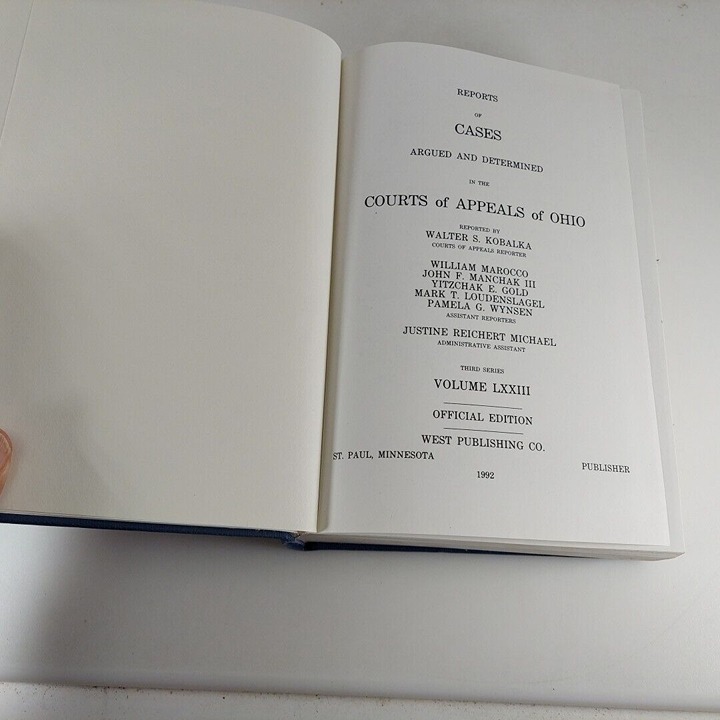 REPORTS
OF
CASES
ARGUED AND DETERMINED
IN THE
COURTS of APPEALS of OHIO
REPORTED BY
WALTER S. KOBALKA
COURTS OF APPEALS REPORTER
WILLIAM MAROCCO
JOHN F. MANCHAK III
YITZCHAK E. GOLD
MARK T. LOUDENSLAGEL
PAMELA G. WYNSEN
ASSISTANT REPORTERS
JUSTINE REICHERT MICHAEL
ADMINISTRATIVE ASSISTANT
THIRD SERIES
VOLUME LXXIII
OFFICIAL EDITION
WEST PUBLISHING CO.
ST. PAUL, MINNESOTA PUBLISHER
1992